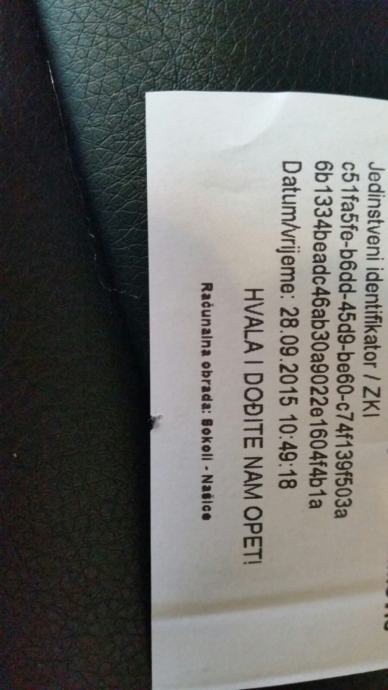 Jedinstveni identifikator / ZKI
c51fa5fe-b6dd-45d9-be60-c74f139f503a
6b1334beadc46ab30a9022e1604f4b1a
Datum/vrijeme: 28.09.2015 10:49:18
HVALA I DOĐITE NAM OPET!
Računalna obrada: Sokoli - Našice